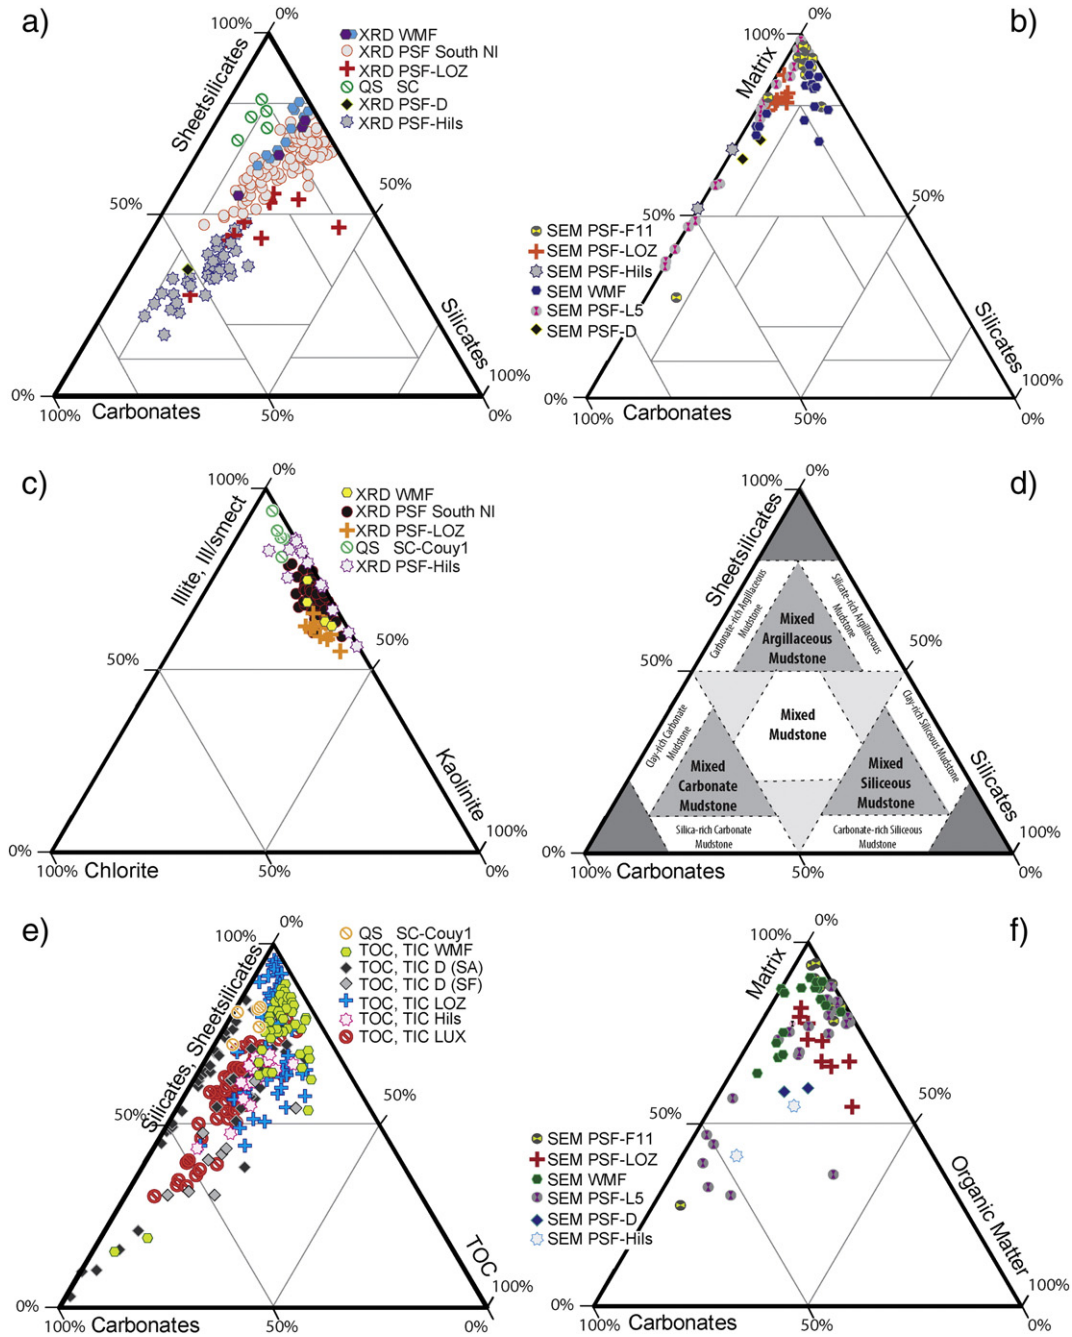 a)
100%
0%
Sheetsilicates
XRD WMF
XRD PSF South NI
XRD PSF-LOZ
QS SC
XRD PSF-D
XRD PSF-Hils
50%
50%
Silicates
0%
100%
Carbonates
50%
100%
0%
b)
100%
0%
Matrix
50%
50%
SEM PSF-F11
SEM PSF-LOZ
SEM PSF-Hils
SEM WMF
SEM PSF-L5
SEM PSF-D
Silicates
0%
100%
Carbonates
50%
100%
0%
c)
100%
0%
Illite, Ill/smect
XRD WMF
XRD PSF South NI
XRD PSF-LOZ
QS SC-Couy1
XRD PSF-Hils
50%
50%
Kaolinite
0%
100%
Chlorite
50%
100%
0%
d)
100%
0%
Sheetsilicates
Carbonate-rich Argillaceous
Mudstone
Silicate-rich Argillaceous
Mudstone
Mixed
Argillaceous
Mudstone
50%
50%
Clay-rich Carbonate
Mudstone
Mixed
Mudstone
Clay-rich Siliceous Mudstone
Mixed
Carbonate
Mudstone
Mixed
Siliceous
Mudstone
Silicates
Silica-rich Carbonate
Mudstone
Carbonate-rich Siliceous
Mudstone
0%
100%
Carbonates
50%
100%
0%
e)
100%
0%
Silicates, Sheetsilicates
QS SC-Couy1
TOC, TIC WMF
TOC, TIC D (SA)
TOC, TIC D (SF)
TOC, TIC LOZ
TOC, TIC Hils
TOC, TIC LUX
50%
50%
TOC
0%
100%
Carbonates
50%
100%
0%
f)
100%
0%
Matrix
50%
50%
SEM PSF-F11
SEM PSF-LOZ
SEM WMF
SEM PSF-L5
SEM PSF-D
SEM PSF-Hils
Organic Matter
0%
100%
Carbonates
50%
100%
0%